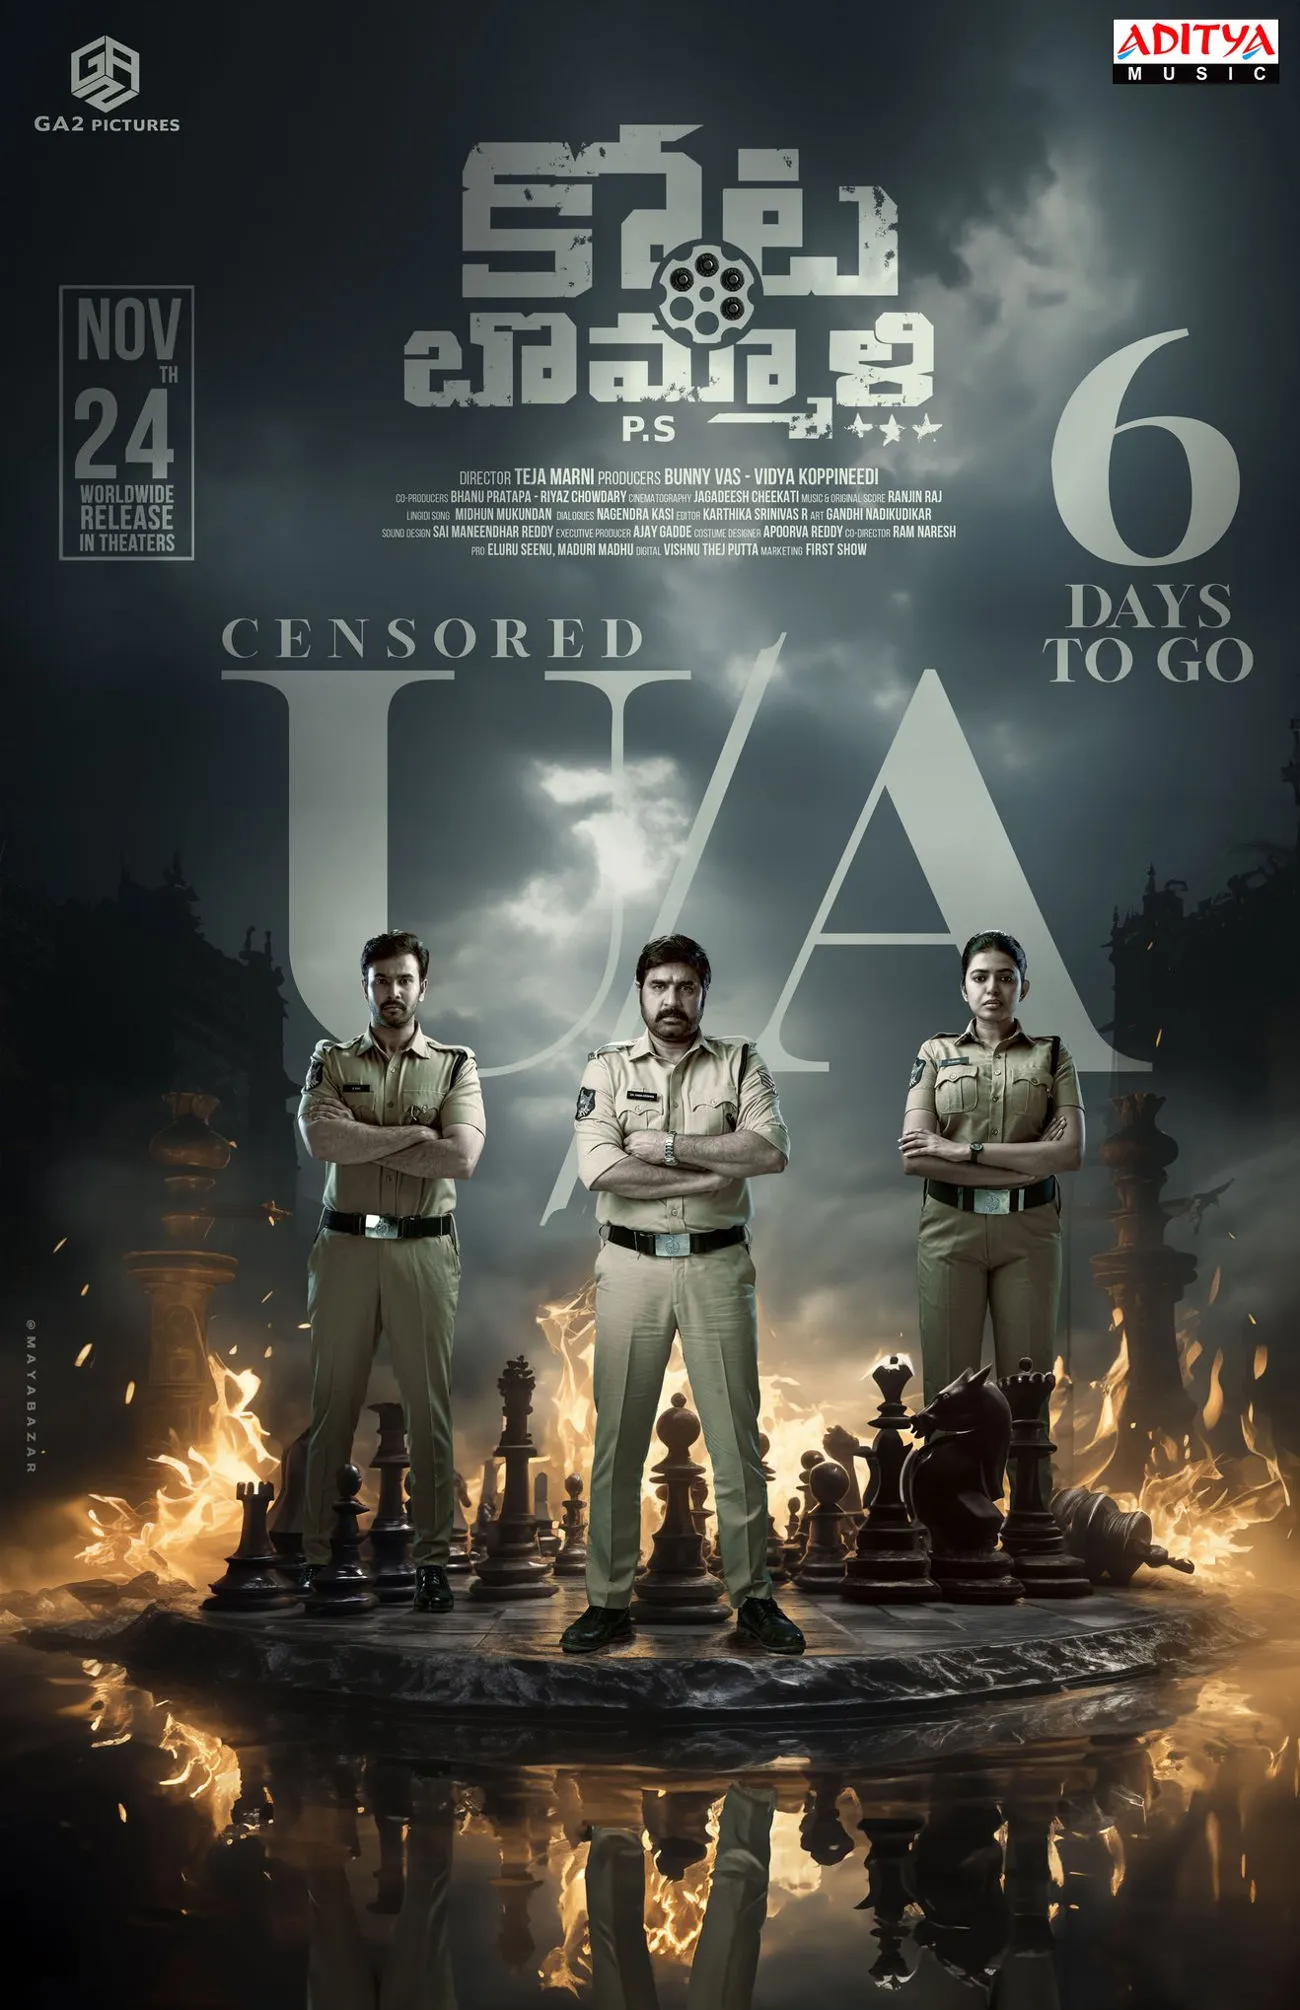 GA2 PICTURES
ADITYA
MUSIC
కోట
బొమ్మాళి
P.S
NOV
24TH
WORLDWIDE
RELEASE
IN THEATERS
DIRECTOR TEJA MARNI PRODUCERS BUNNY VAS - VIDYA KOPPINEEDI
CO-PRODUCERS BHANU PRATAPA - RIYAZ CHOWDARY CINEMATOGRAPHY JAGADEESH CHEEKATI MUSIC & ORIGINAL SCORE RANJIN RAJ
LINGIDI SONG MIDHUN MUKUNDAN DIALOGUES NAGENDRA KASI EDITOR KARTHIKA SRINIVAS R ART GANDHI NADIKUDIKAR
SOUND DESIGN SAI MANEENDHAR REDDY EXECUTIVE PRODUCER AJAY GADDE COSTUME DESIGNER APOORVA REDDY CO-DIRECTOR RAM NARESH
PRO ELURU SEENU, MADURI MADHU DIGITAL VISHNU THEJ PUTTA MARKETING FIRST SHOW
6
DAYS
TO GO
CENSORED
U/A
@MAYABAZAR